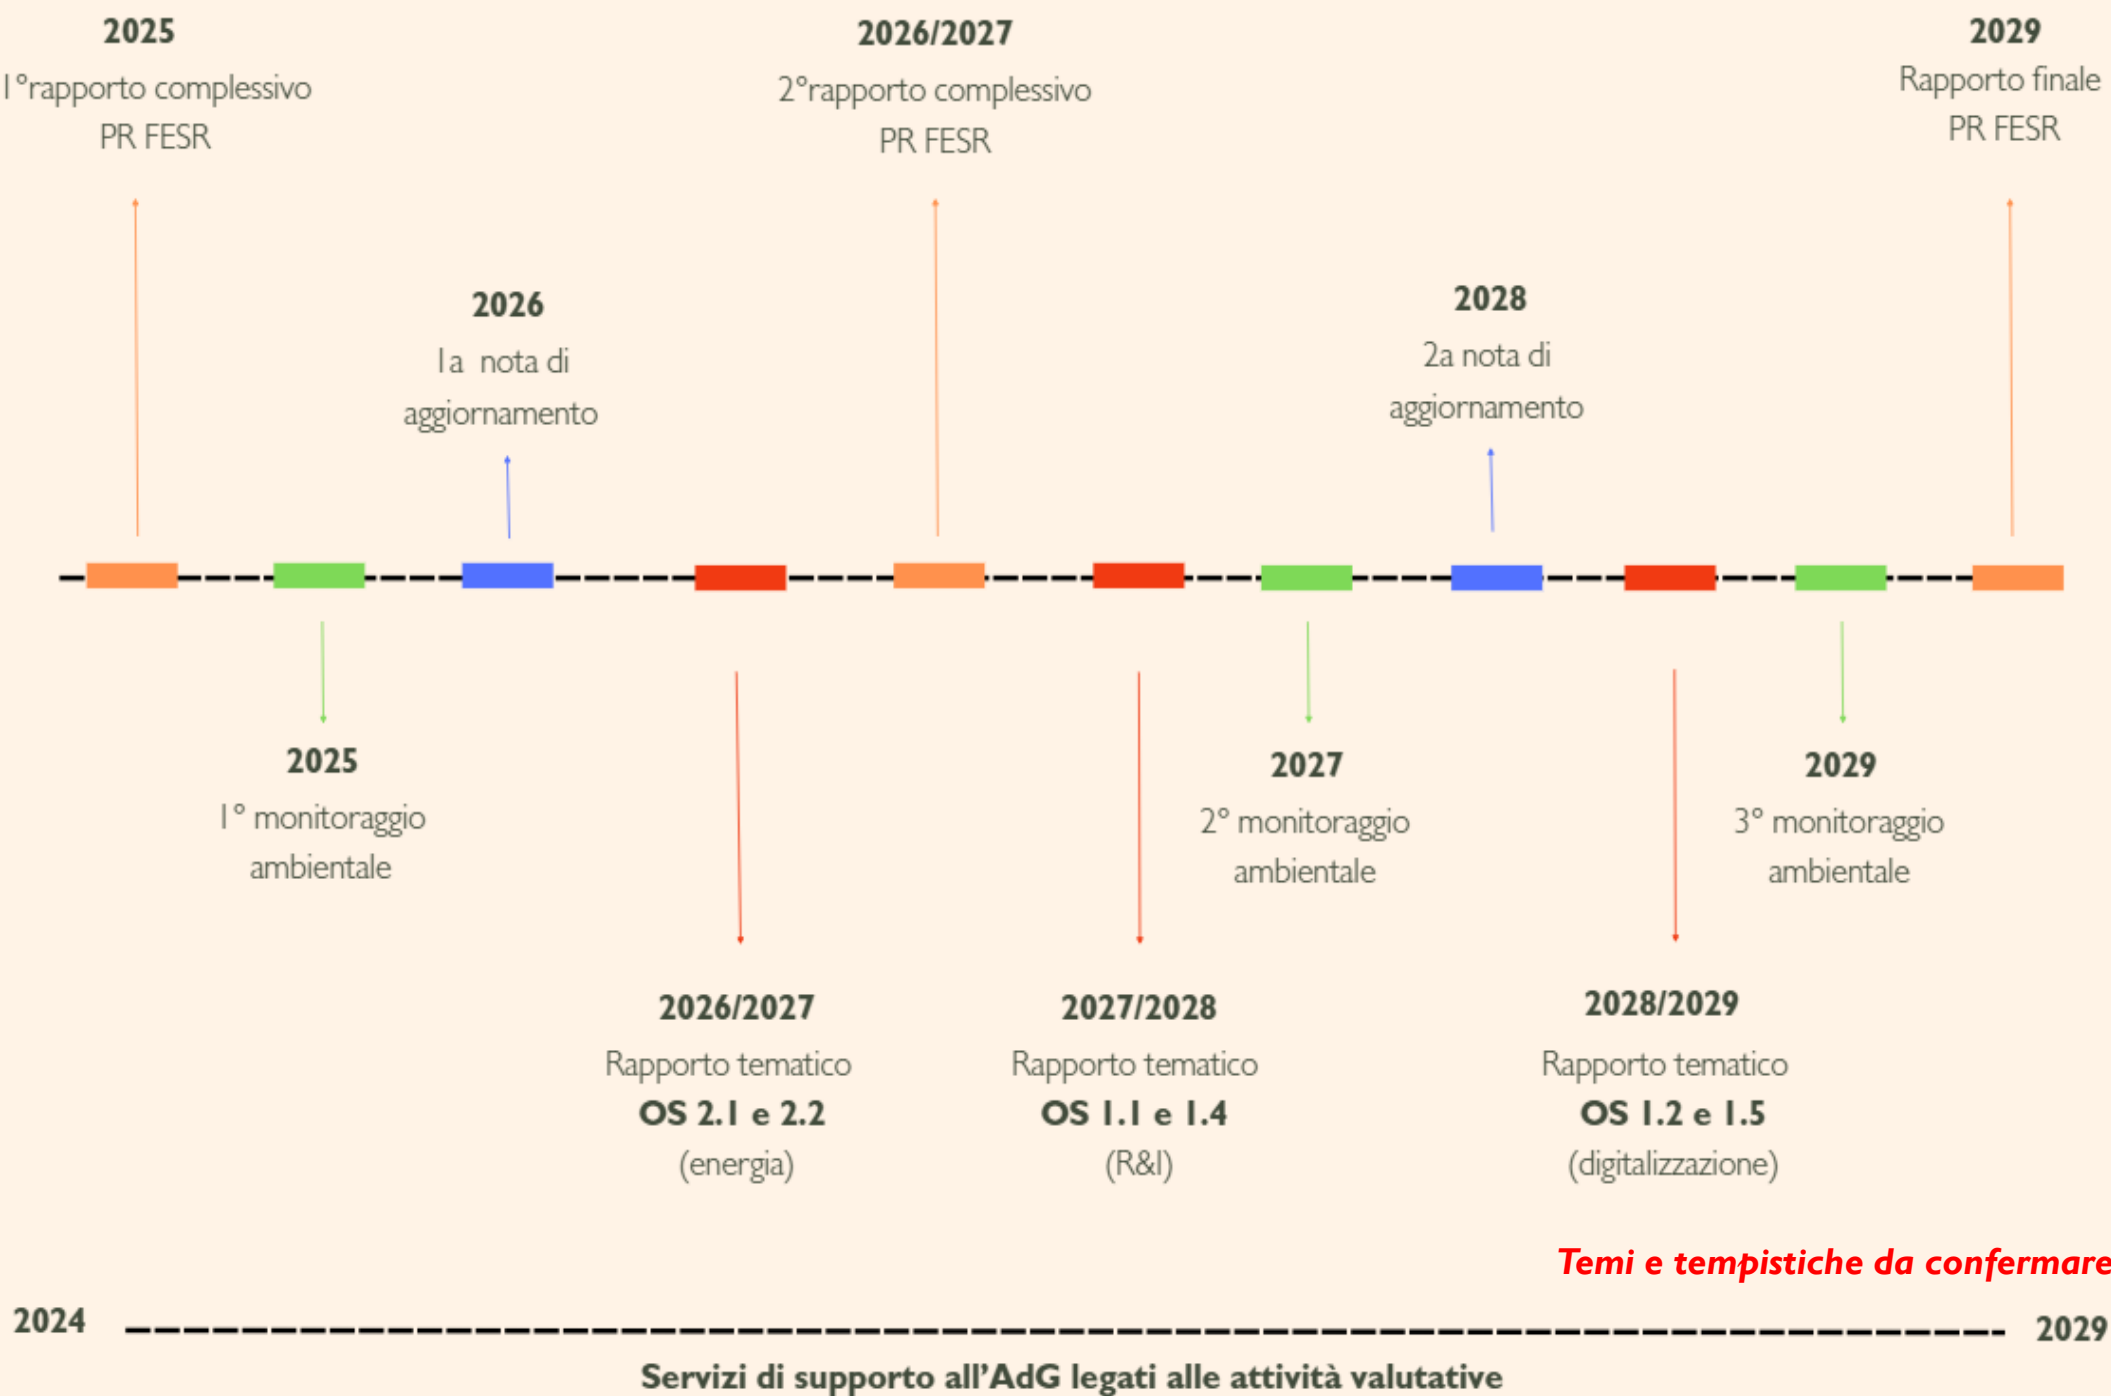 2025
1°rapporto complessivo
PR FESR
2026/2027
2°rapporto complessivo
PR FESR
2029
Rapporto finale
PR FESR
2026
1a nota di
aggiornamento
2028
2a nota di
aggiornamento
2025
1° monitoraggio
ambientale
2027
2° monitoraggio
ambientale
2029
3° monitoraggio
ambientale
2026/2027
Rapporto tematico
OS 2.1 e 2.2
(energia)
2027/2028
Rapporto tematico
OS 1.1 e 1.4
(R&I)
2028/2029
Rapporto tematico
OS 1.2 e 1.5
(digitalizzazione)
Temi e tempistiche da confermare
2024
2029
Servizi di supporto all'AdG legati alle attività valutative